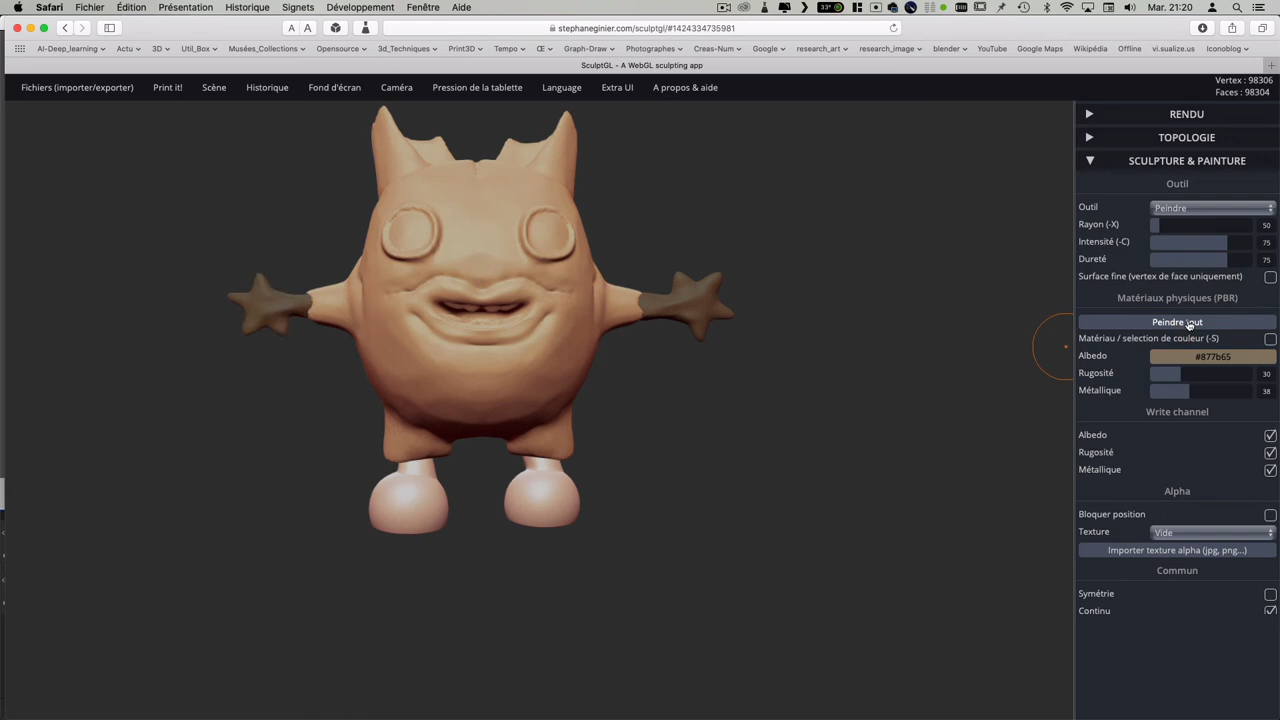 Safari Fichier Édition Présentation Historique Signets Développement Fenêtre Aide 33° Mar. 21:20
A A stephaneginier.com/sculptgl/#1424334735981
AI-Deep_learning Actu 3D Util_Box Musées_Collections Opensource 3d_Techniques Print3D Tempo Œ Graph-Draw Photographes Creas-Num Google research_art research_image blender YouTube Google Maps Wikipédia Offline vi.sualize.us Iconoblog
SculptGL - A WebGL sculpting app
Fichiers (importer/exporter) Print it! Scène Historique Fond d'écran Caméra Pression de la tablette Language Extra UI A propos & aide
Vertex : 98306
Faces : 98304
RENDU
TOPOLOGIE
SCULPTURE & PAINTURE
Outil
Outil Peindre
Rayon (-X) 50
Intensité (-C) 75
Dureté 75
Surface fine (vertex de face uniquement)
Matériaux physiques (PBR)
Peindre tout
Matériau / selection de couleur (-S)
Albedo #877b65
Rugosité 30
Métallique 38
Write channel
Albedo
Rugosité
Métallique
Alpha
Bloquer position
Texture Vide
Importer texture alpha (jpg, png...)
Commun
Symétrie
Continu